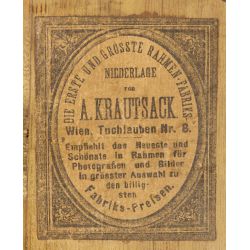 DIE ERSTE UND GRÖSSTE RAHMEN-FABRIKS-
NIEDERLAGE
von
A. KRAUTSACK.
Wien, Tuchlauben Nr. 8.
Empfiehlt das Neueste und
Schönste in Rahmen für
Photografien und Bilder
in grösster Auswahl zu
den billig-
sten
Fabriks-Preisen.